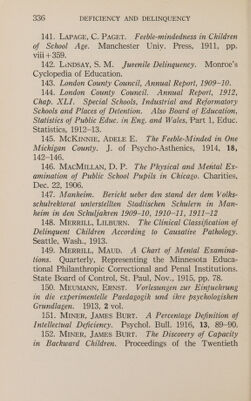 336 DEFICIENCY AND DELINQUENCY
141. LAPAGE, C. PAGET. Feeble-mindedness in Children
of School Age. Manchester Univ. Press, 1911, pp.
viii+359.
142. LINDSAY, S. M. Juvenile Delinquency. Monroe's
Cyclopedia of Education.
143. London County Council, Annual Report, 1909-10.
144. London County Council. Annual Report, 1912,
Chap. XLI. Special Schools, Industrial and Reformatory
Schools and Places of Detention. Also Board of Education,
Statistics of Public Educ. in Eng. and Wales, Part 1, Educ.
Statistics, 1912-13.
145. MCKINNIE, ADELE E. The Feeble-Minded in One
Michigan County. J. of Psycho-Asthenics, 1914, 18,
142-146.
146. MACMILLAN, D. P. The Physical and Mental Ex-
amination of Public School Pupils in Chicago. Charities,
Dec. 22, 1906.
147. Manheim. Bericht ueber den stand der dem Volks-
schulrektorat unterstellten Stadtischen Schulern in Man-
heim in den Schuljahren 1909-10, 1910-11, 1911-12
148. MERRILL, LILBURN. The Clinical Classification of
Delinquent Children According to Causative Pathology.
Seattle, Wash., 1913.
149. MERRILL, MAUD. A Chart of Mental Examina-
tions. Quarterly, Representing the Minnesota Educa-
tional Philanthropic Correctional and Penal Institutions.
State Board of Control, St. Paul, Nov., 1915, pp. 78.
150. MEUMANN, ERNST. Vorlesungen zur Einfuehrung
in die experimentelle Paedagogik und ihre psychologishen
Grundlagen. 1913, 2 vol.
151. MINER, JAMES BURT. A Percentage Definition of
Intellectual Deficiency. Psychol. Bull. 1916, 13, 89-90.
152. MINER, JAMES BURT. The Discovery of Capacity
in Backward Children. Proceedings of the Twentieth